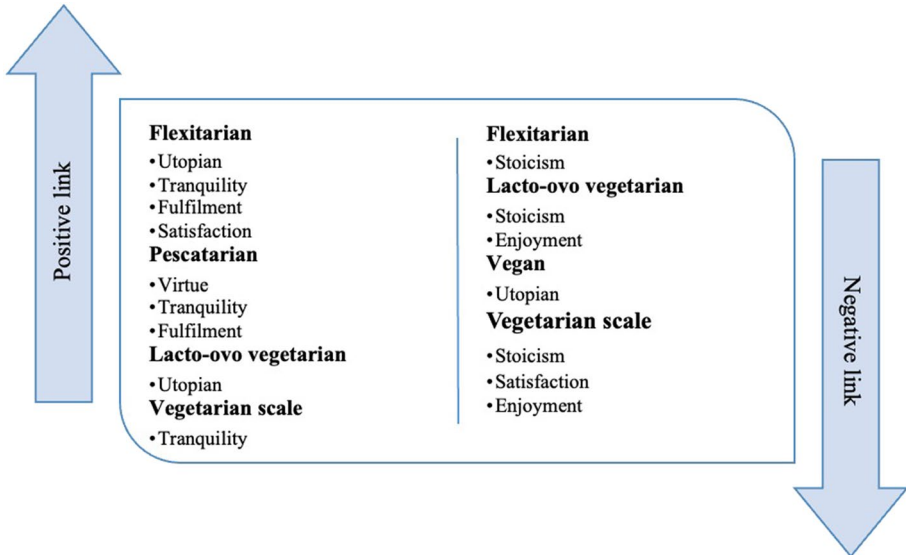 Positive link
Flexitarian
•Utopian
•Tranquility
•Fulfilment
•Satisfaction
Pescatarian
•Virtue
•Tranquility
•Fulfilment
Lacto-ovo vegetarian
•Utopian
Vegetarian scale
•Tranquility
Flexitarian
•Stoicism
Lacto-ovo vegetarian
•Stoicism
•Enjoyment
Vegan
•Utopian
Vegetarian scale
•Stoicism
•Satisfaction
•Enjoyment
Negative link